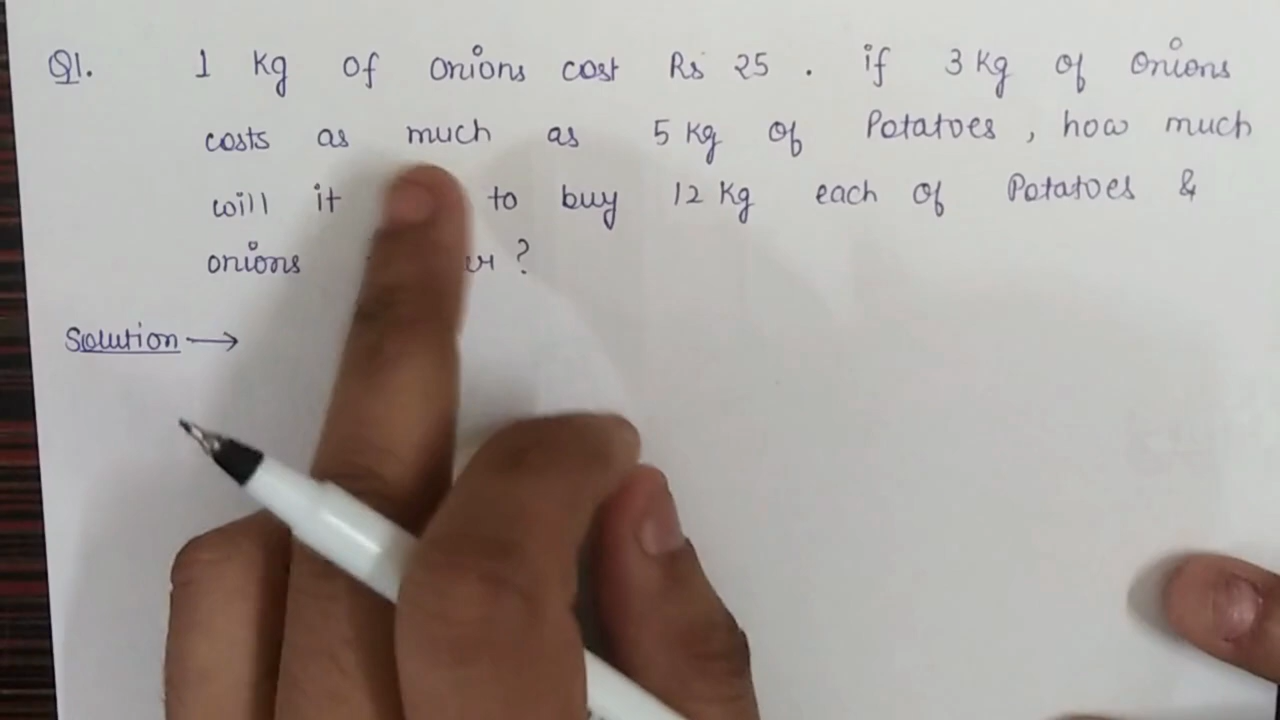 Q1. 1 Kg of onions cost Rs 25 . if 3 Kg of onions
costs as much as 5 Kg of Potatoes , how much
will it to buy 12 Kg each of Potatoes &
onions ?
Solution →